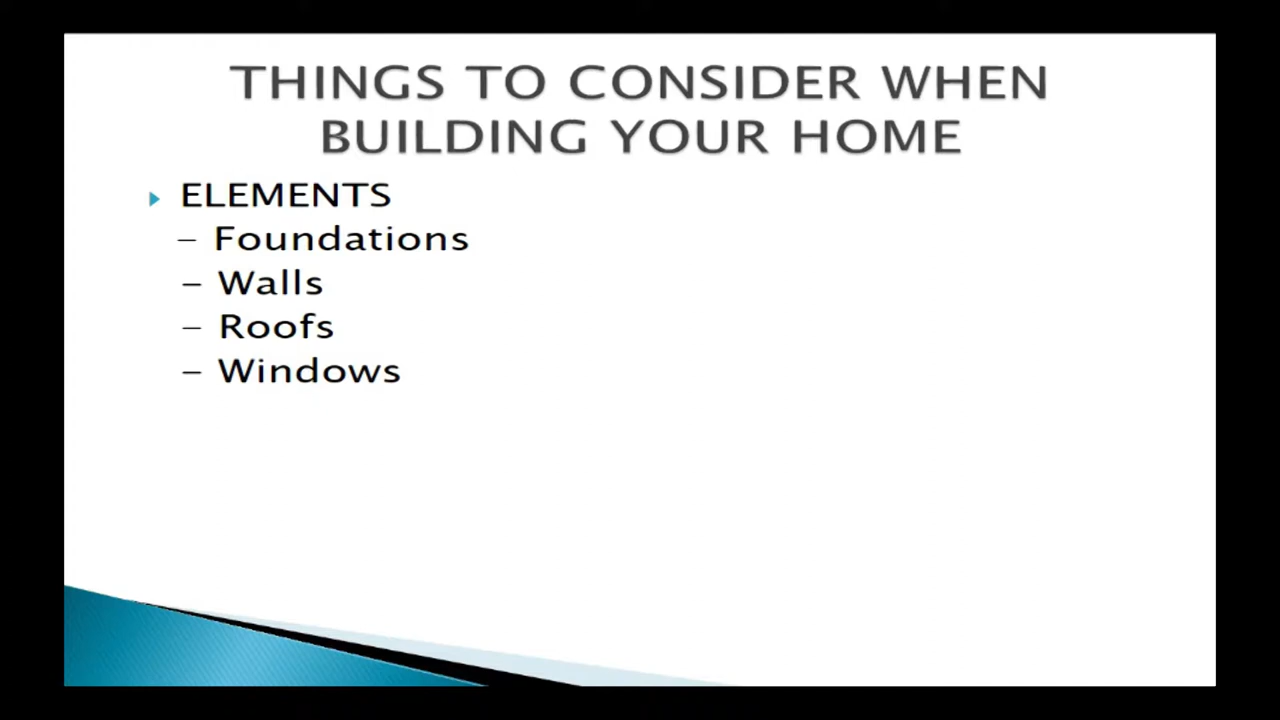 THINGS TO CONSIDER WHEN
BUILDING YOUR HOME
ELEMENTS
– Foundations
– Walls
– Roofs
– Windows